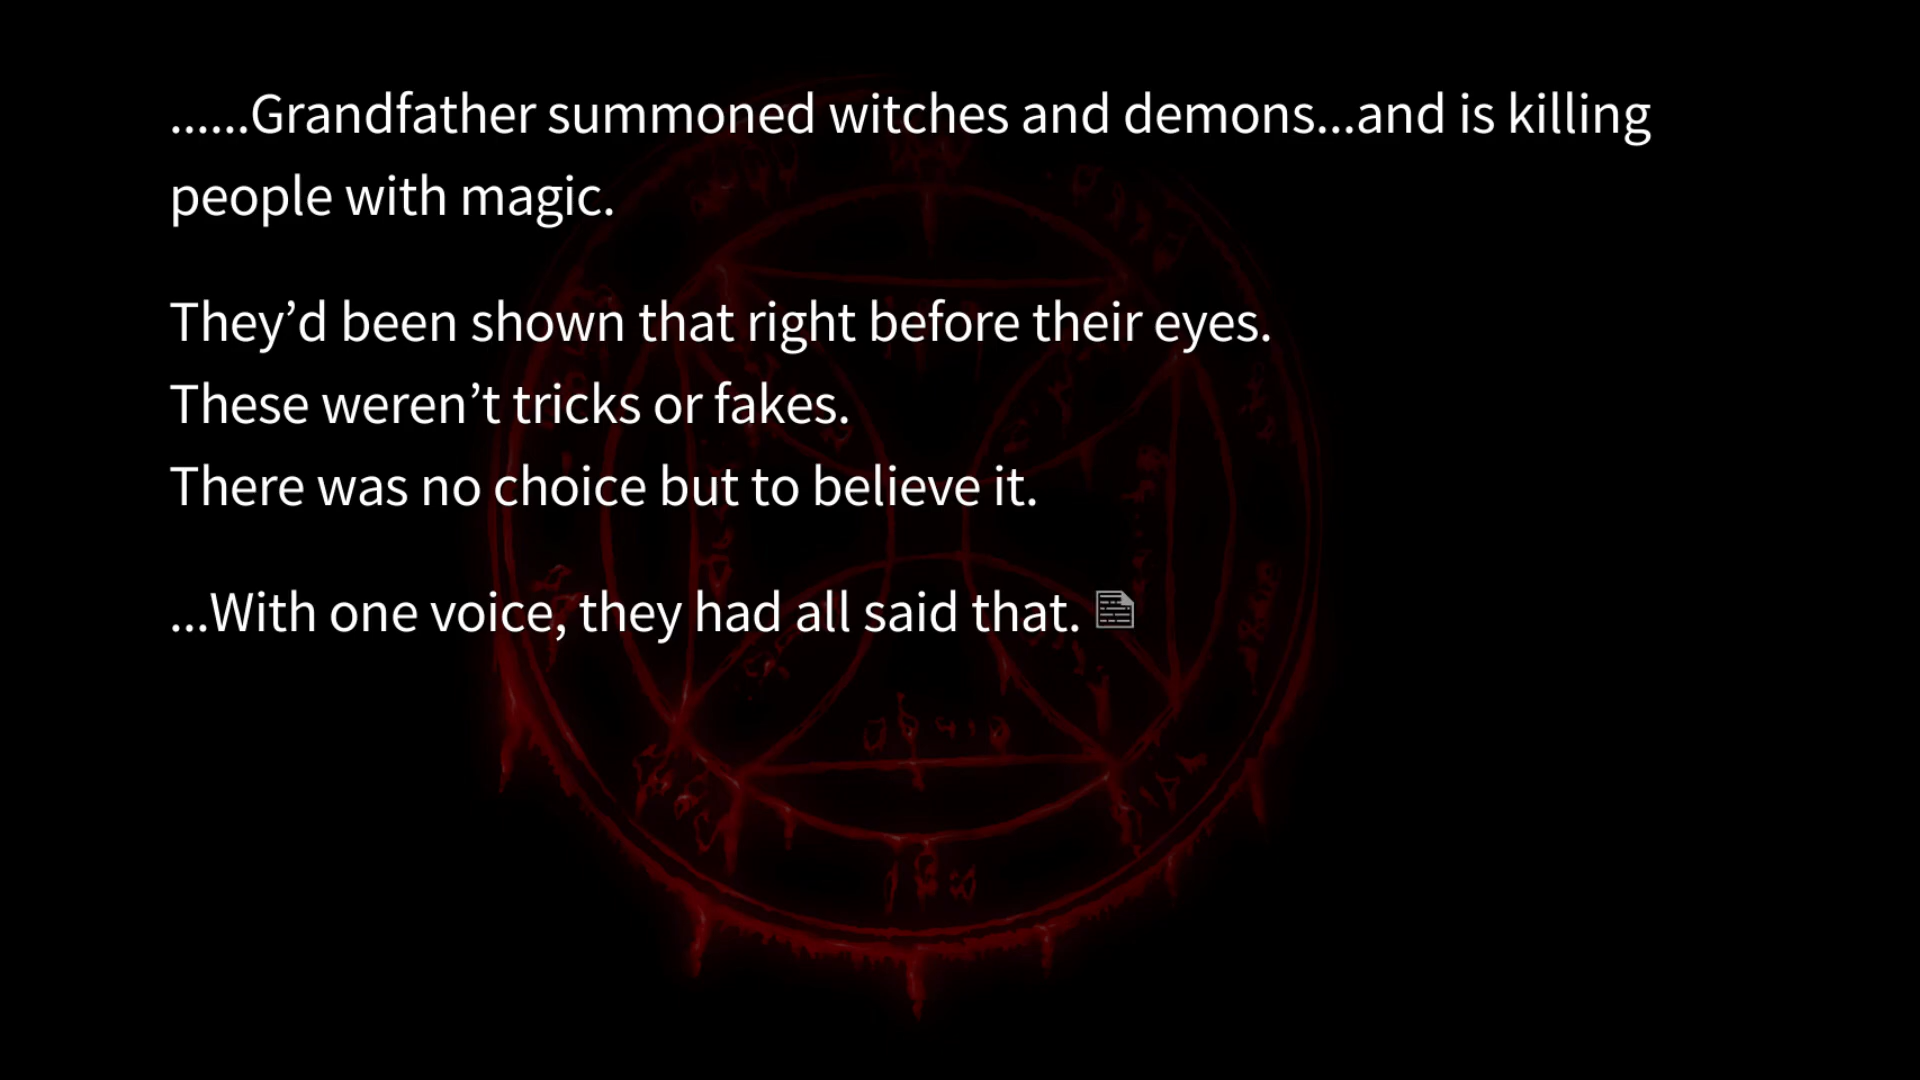 ......Grandfather summoned witches and demons...and is killing
people with magic.
They’d been shown that right before their eyes.
These weren’t tricks or fakes.
There was no choice but to believe it.
...With one voice, they had all said that.